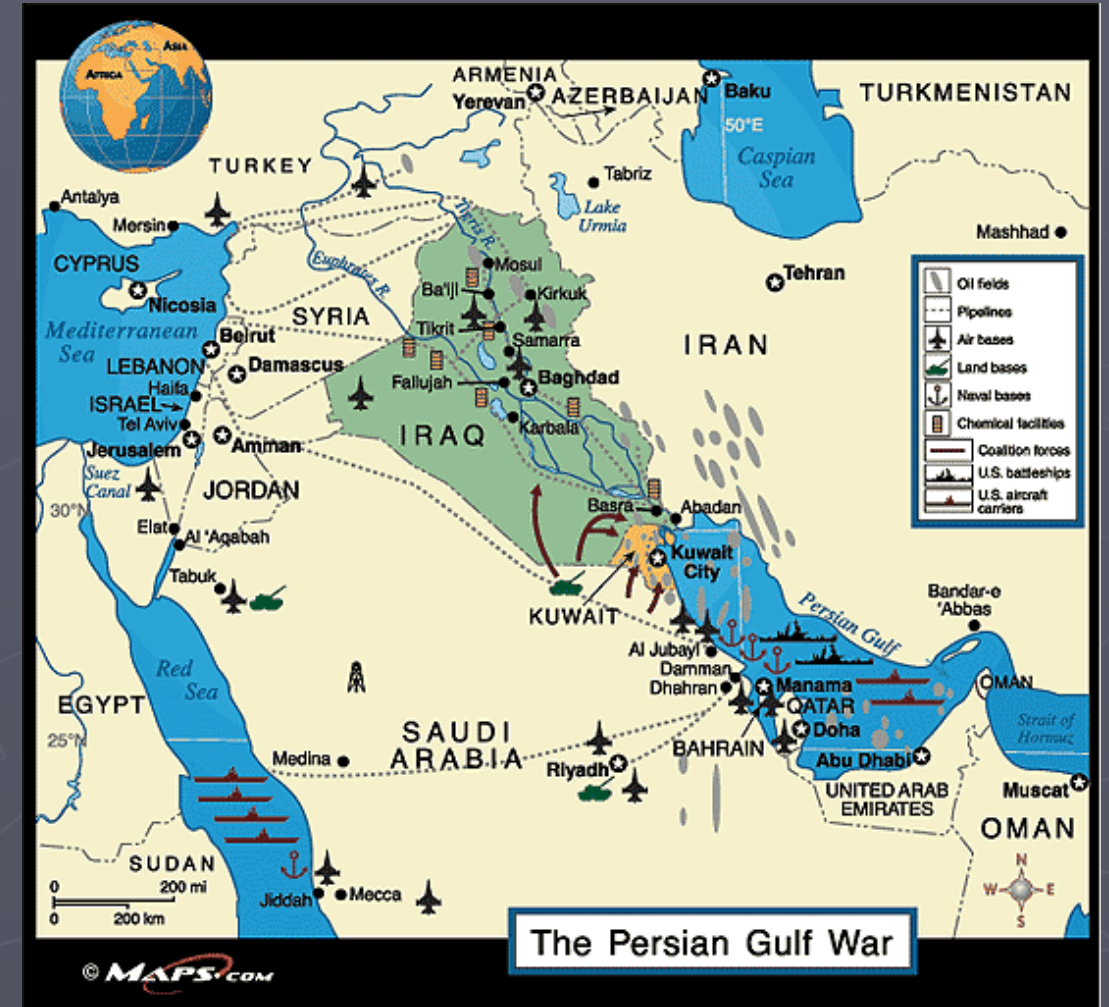 ASIA
AFRICA
ARMENIA
Yerevan
AZERBAIJAN
Baku
TURKMENISTAN
50°E
Caspian
Sea
TURKEY
Tabriz
Antalya
Lake
Urmia
Mersin
Tigris R.
Mashhad
CYPRUS
Nicosia
Euphrates R.
Mosul
Tehran
Ba'iji
Kirkuk
Mediterranean
Sea
SYRIA
Tikrit
Beirut
Samarra
IRAN
LEBANON
Damascus
Fallujah
Baghdad
Haifa
ISRAEL
Tel Aviv
Karbala
IRAQ
Jerusalem
Amman
Suez
Canal
JORDAN
30°N
Basra
Abadan
Elat
Al 'Aqabah
Kuwait
City
Tabuk
KUWAIT
Persian Gulf
Bandar-e
'Abbas
Al Jubayl
Damman
Dhahran
Manama
OMAN
Red
Sea
QATAR
EGYPT
Doha
Strait of
Hormuz
25°N
SAUDI
ARABIA
BAHRAIN
Medina
Riyadh
Abu Dhabi
UNITED ARAB
EMIRATES
Muscat
OMAN
SUDAN
Jiddah
Mecca
Oil fields
Pipelines
Air bases
Land bases
Naval bases
Chemical facilities
Coalition forces
U.S. battleships
U.S. aircraft
carriers
0 200 mi
0 200 km
N
W E
S
The Persian Gulf War
© MAPS.COM